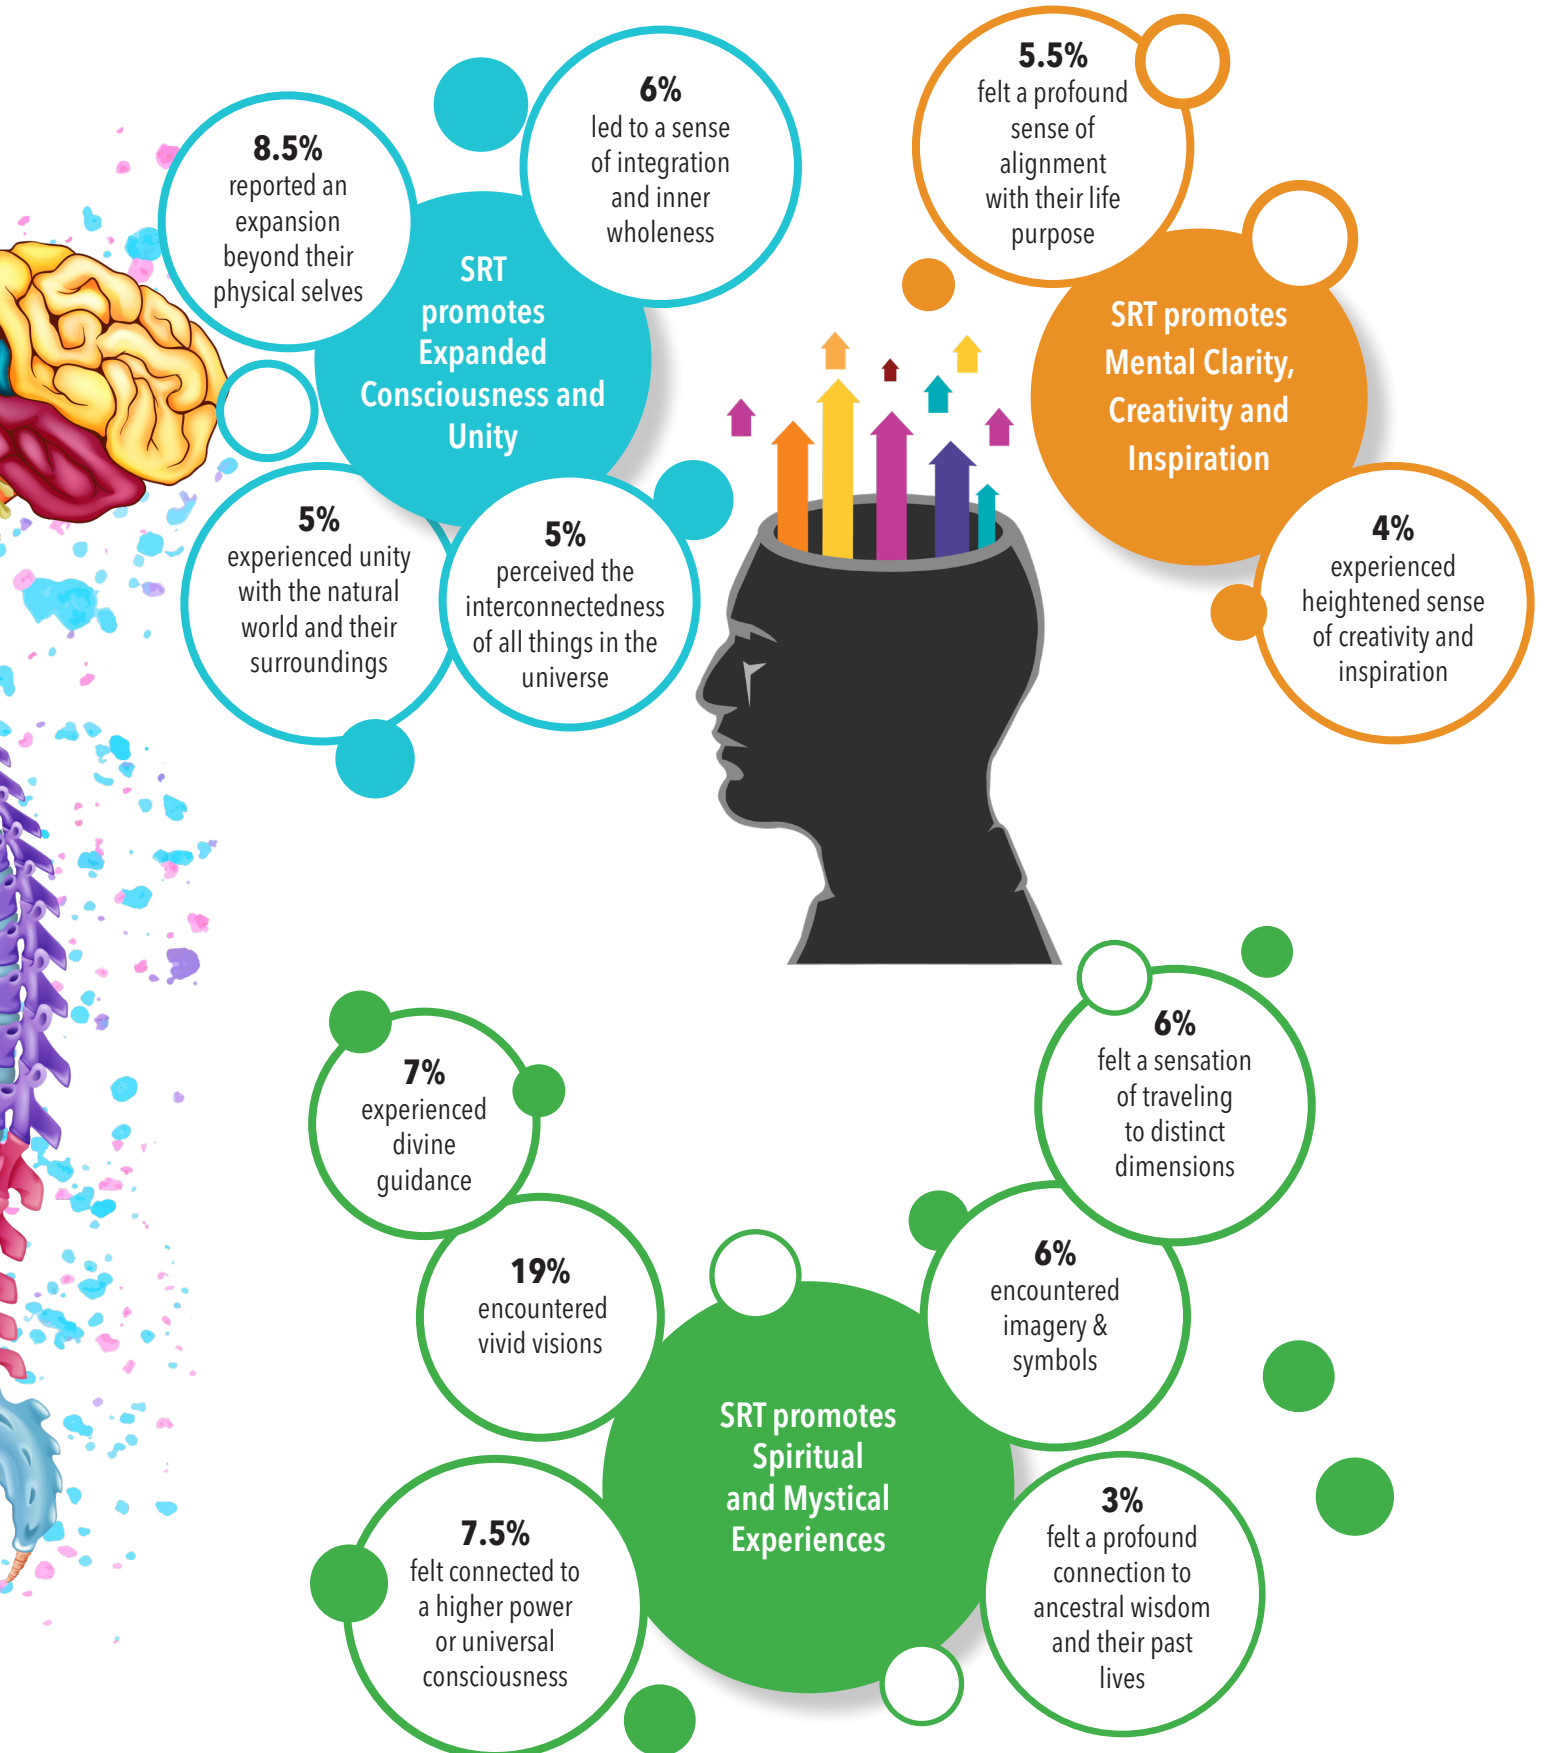 8.5%
reported an
expansion
beyond their
physical selves
6%
led to a sense
of integration
and inner
wholeness
SRT
promotes
Expanded
Consciousness and
Unity
5%
experienced unity
with the natural
world and their
surroundings
5%
perceived the
interconnectedness
of all things in the
universe
5.5%
felt a profound
sense of
alignment
with their life
purpose
SRT promotes
Mental Clarity,
Creativity and
Inspiration
4%
experienced
heightened sense
of creativity and
inspiration
7%
experienced
divine
guidance
19%
encountered
vivid visions
6%
felt a sensation
of traveling
to distinct
dimensions
6%
encountered
imagery &
symbols
SRT promotes
Spiritual
and Mystical
Experiences
7.5%
felt connected to
a higher power
or universal
consciousness
3%
felt a profound
connection to
ancestral wisdom
and their past
lives